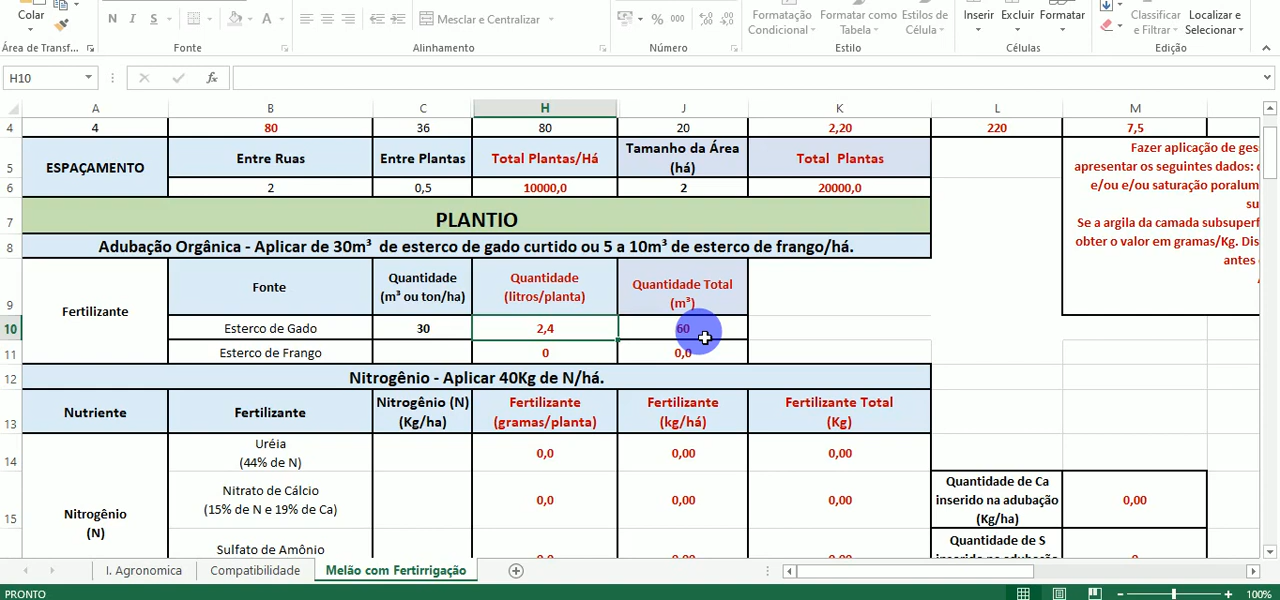 Colar
Mesclar e Centralizar
Formatação Condicional
Formatar como Tabela
Estilos de Célula
Inserir Excluir Formatar
Classificar e Filtrar
Localizar e Selecionar
Área de Transf... Fonte Alinhamento Número Estilo Células Edição
H10 fx
A B C H J K L M
4 4 80 36 80 20 2,20 220 7,5
5 ESPAÇAMENTO Entre Ruas Entre Plantas Total Plantas/Há Tamanho da Área (há) Total Plantas
6 2 0,5 10000,0 2 20000,0
Fazer aplicação de gess
apresentar os seguintes dados: c
e/ou e/ou saturação poralum
su
Se a argila da camada subsuperf
obter o valor em gramas/Kg. Dis
antes
7 PLANTIO
8 Adubação Orgânica - Aplicar de 30m³ de esterco de gado curtido ou 5 a 10m³ de esterco de frango/há.
9 Fertilizante Fonte Quantidade (m³ ou ton/ha) Quantidade (litros/planta) Quantidade Total (m³)
10 Esterco de Gado 30 2,4 60
11 Esterco de Frango 0 0,0
12 Nitrogênio - Aplicar 40Kg de N/há.
13 Nutriente Fertilizante Nitrogênio (N) (Kg/ha) Fertilizante (gramas/planta) Fertilizante (kg/há) Fertilizante Total (Kg)
14 Uréia (44% de N) 0,0 0,00 0,00
15 Nitrogênio (N) Nitrato de Cálcio (15% de N e 19% de Ca) 0,0 0,00 0,00 Quantidade de Ca inserido na adubação (Kg/ha) 0,00
Sulfato de Amônio 0,0 0,00 0,00 Quantidade de S
I. Agronomica Compatibilidade Melão com Fertirrigação
PRONTO 100%